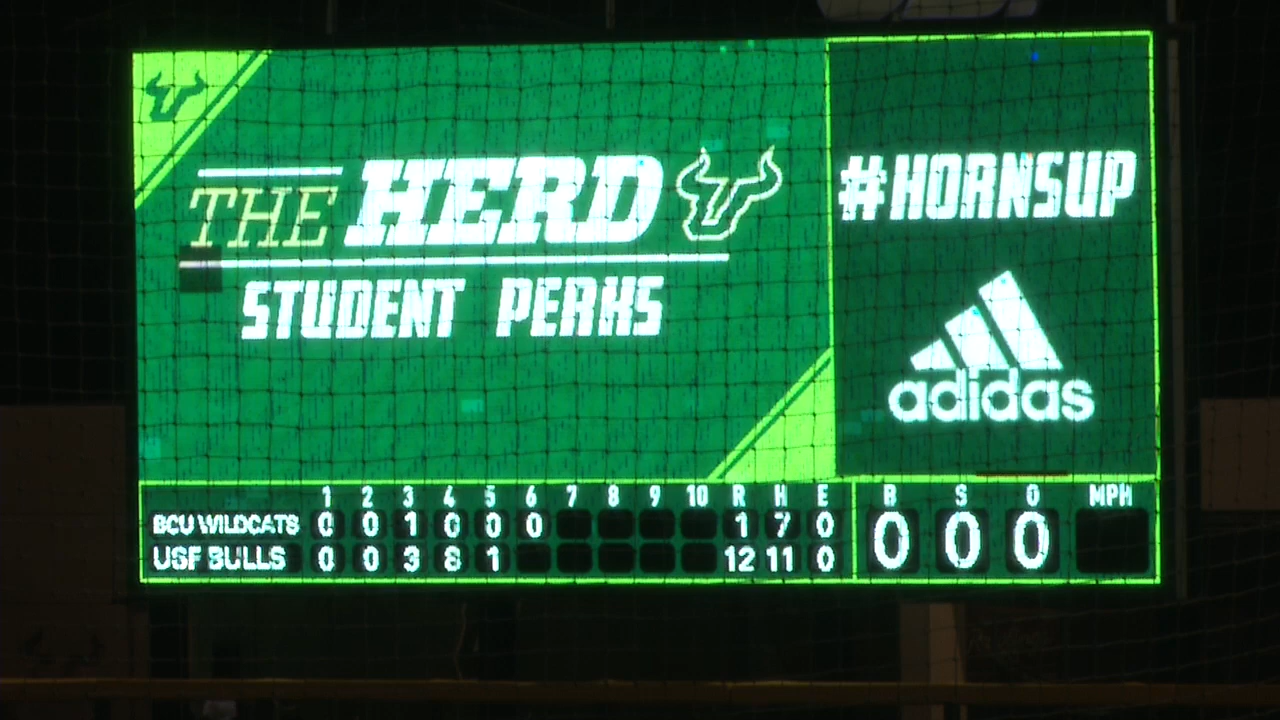 THE HERD
STUDENT PERKS
#HORNSUP
adidas
1 2 3 4 5 6 7 8 9 10 R H E B S O MPH
BCU WILDCATS 0 0 1 0 0 0 1 7 0 0 0 0
USF BULLS 0 0 3 8 1 12 11 0